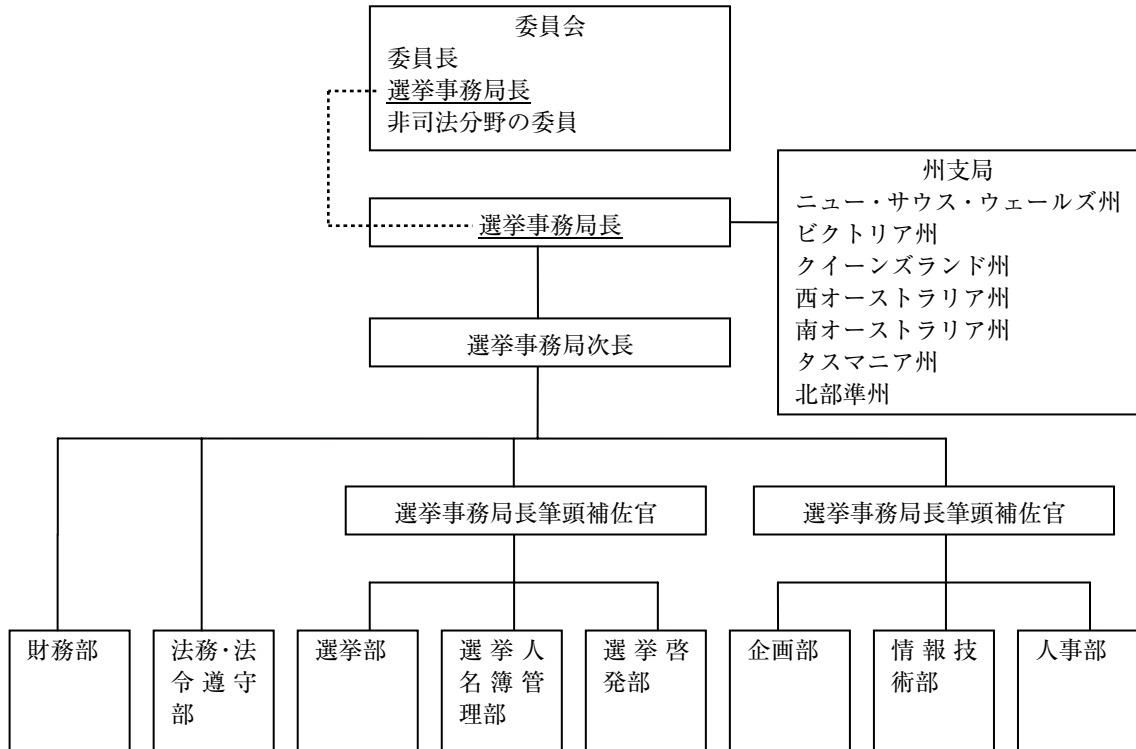 委員会
委員長
選挙事務局長
非司法分野の委員
州支局
ニュー・サウス・ウェールズ州
ビクトリア州
クイーンズランド州
西オーストラリア州
南オーストラリア州
タスマニア州
北部準州
選挙事務局長
選挙事務局次長
選挙事務局長筆頭補佐官
選挙事務局長筆頭補佐官
財務部
法務・法
令遵守
部
選挙部
選挙人
名簿管
理部
選挙啓
発部
企画部
情報技
術部
人事部